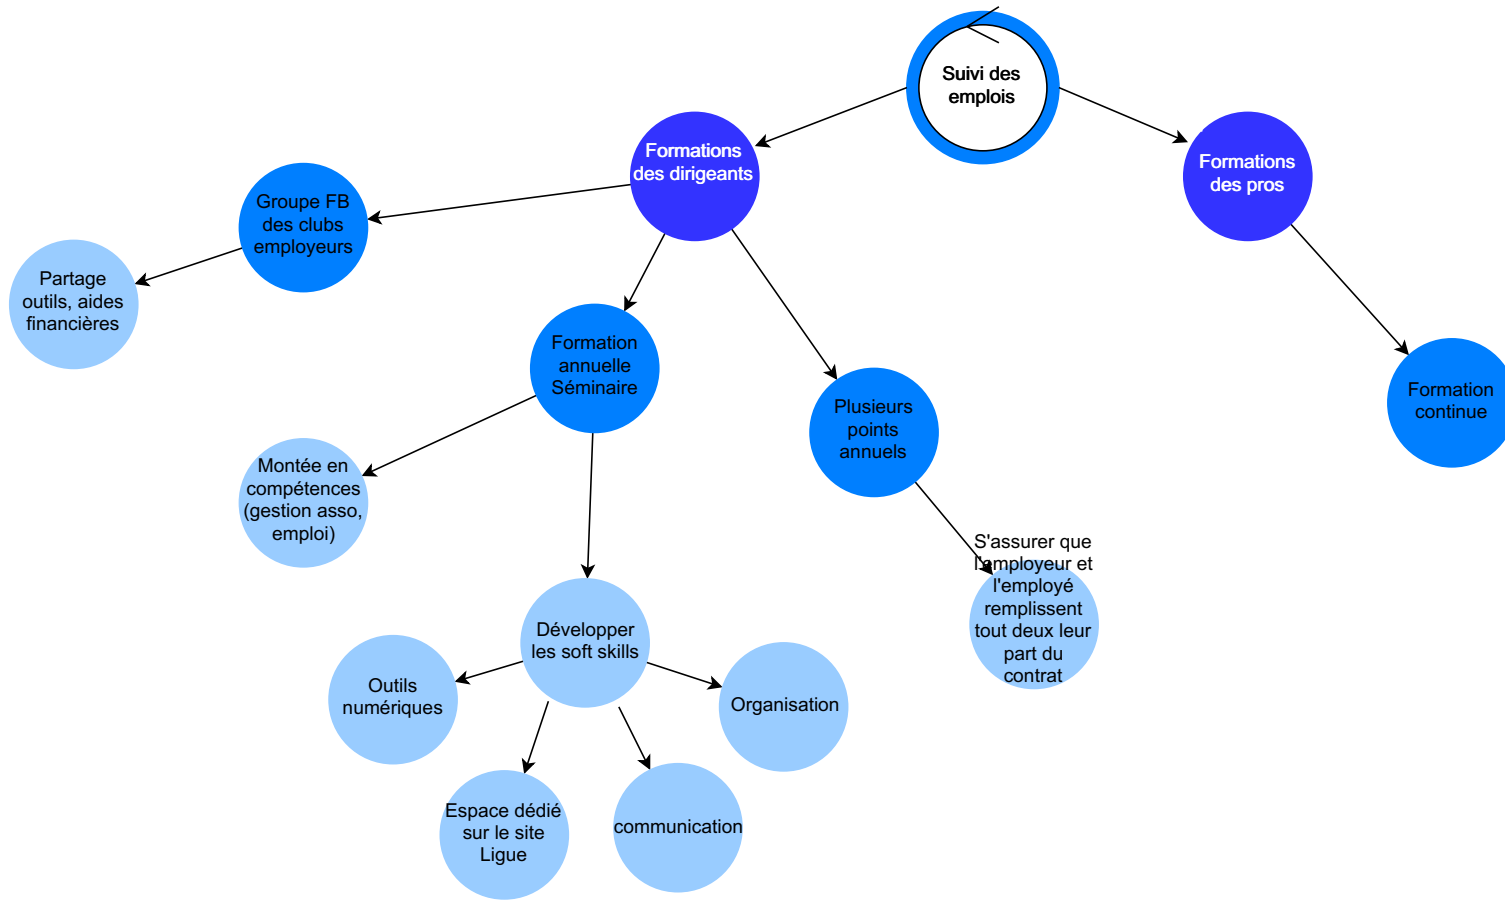 Suivi des
emplois
Formations
des dirigeants
Formations
des pros
Groupe FB
des clubs
employeurs
Partage
outils, aides
financières
Formation
annuelle
Séminaire
Plusieurs
points
annuels
Formation
continue
Montée en
compétences
(gestion asso,
emploi)
S'assurer que
l'employeur et
l'employé
remplissent
tout deux leur
part du
contrat
Développer
les soft skills
Outils
numériques
Organisation
Espace dédié
sur le site
Ligue
communication